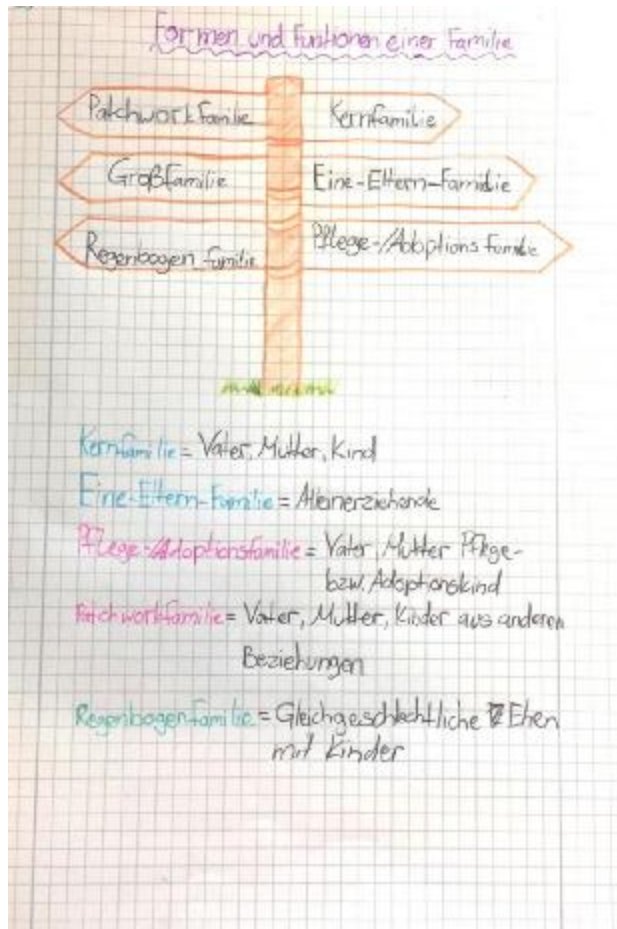 Formen und Funtionen einer Familie
Patchworkfamilie
Kernfamilie
Großfamilie
Eine-Eltern-Familie
Regenbogenfamilie
Pflege-/Adoptionsfamilie
Kernfamilie = Vater, Mutter, Kind
Eine-Eltern-Familie = Alleinerziehende
Pflege-/Adoptionsfamilie = Vater, Mutter Pflege-
bzw. Adoptionskind
Patchworkfamilie = Vater, Mutter, Kinder aus anderen
Beziehungen
Regenbogenfamilie = Gleichgeschlechtliche Ehen
mit Kinder